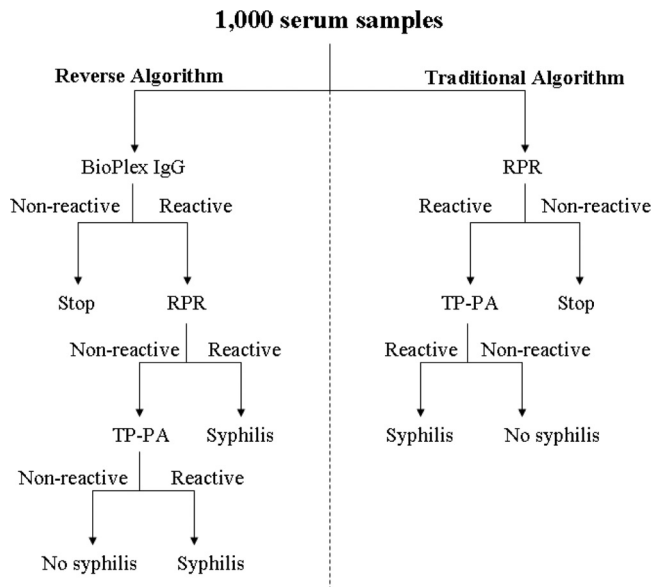 1,000 serum samples
Reverse Algorithm
Traditional Algorithm
BioPlex IgG
RPR
Non-reactive Reactive
Reactive Non-reactive
Stop RPR
TP-PA Stop
Non-reactive Reactive
Reactive Non-reactive
TP-PA Syphilis
Syphilis No syphilis
Non-reactive Reactive
No syphilis Syphilis